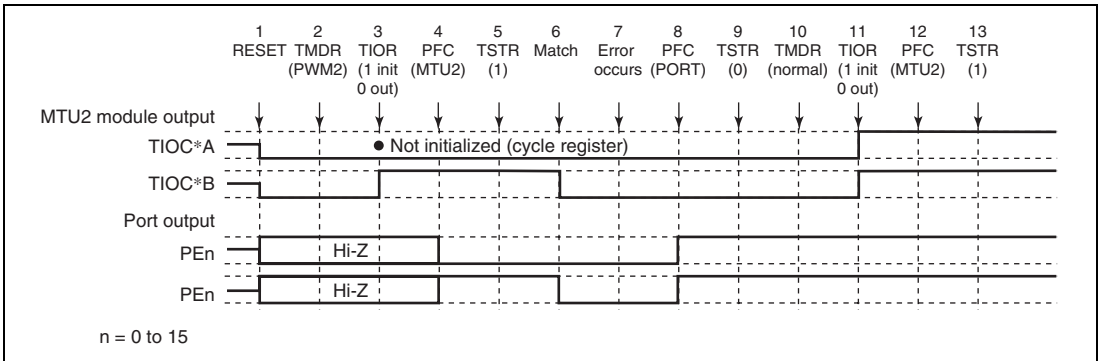 1 2 3 4 5 6 7 8 9 10 11 12 13
RESET TMDR TIOR PFC TSTR Match Error PFC TSTR TMDR TIOR PFC TSTR
(PWM2) (1 init (MTU2) (1) occurs (PORT) (0) (normal) (1 init (MTU2) (1)
0 out) 0 out)
MTU2 module output
TIOC*A ● Not initialized (cycle register)
TIOC*B
Port output
PEn Hi-Z
PEn Hi-Z
n = 0 to 15